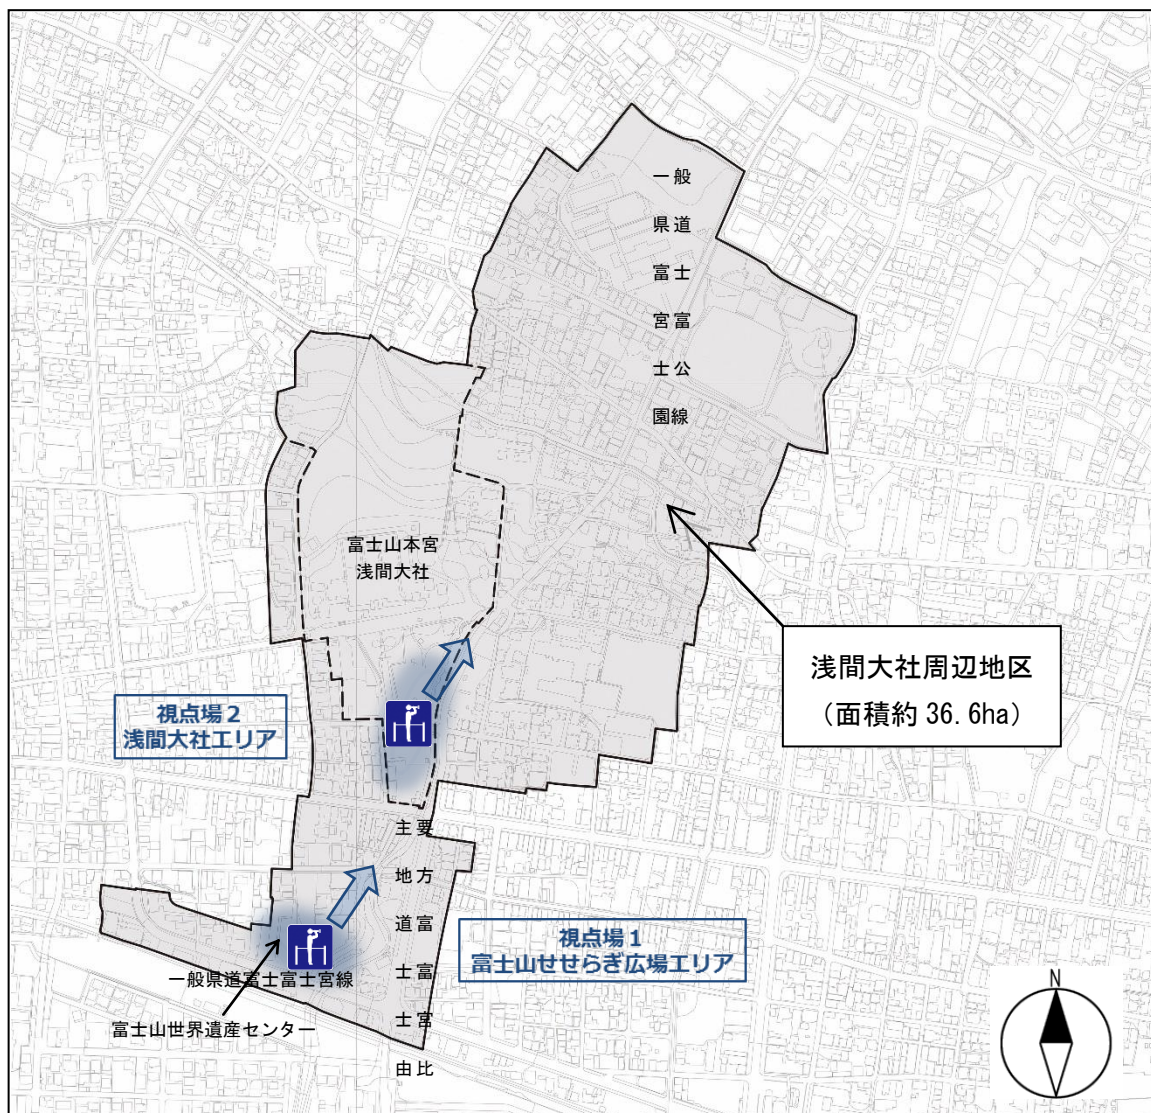 一般
県道
富士
宮富
士公
園線
富士山本宮
浅間大社
浅間大社周辺地区
（面積約 36.6ha）
視点場２
浅間大社エリア
主要
地方
道富
士富
士宮
由比
視点場１
富士山せせらぎ広場エリア
一般県道富士富士宮線
富士山世界遺産センター
N